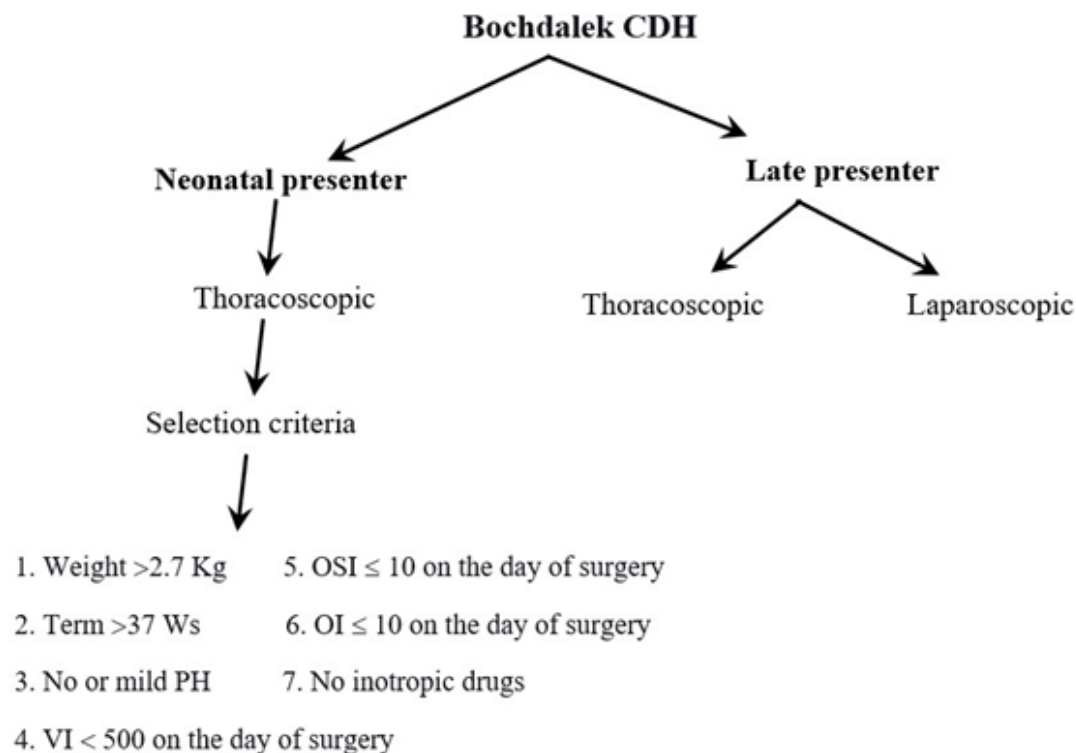 Bochdalek CDH
Neonatal presenter
Late presenter
Thoracoscopic
Thoracoscopic
Laparoscopic
Selection criteria
1. Weight >2.7 Kg
5. OSI ≤ 10 on the day of surgery
2. Term >37 Ws
6. OI ≤ 10 on the day of surgery
3. No or mild PH
7. No inotropic drugs
4. VI < 500 on the day of surgery